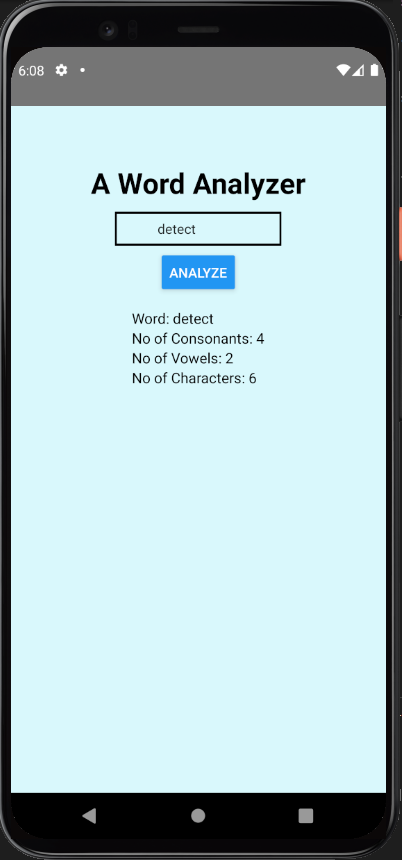 6:08
A Word Analyzer
detect
ANALYZE
Word: detect
No of Consonants: 4
No of Vowels: 2
No of Characters: 6